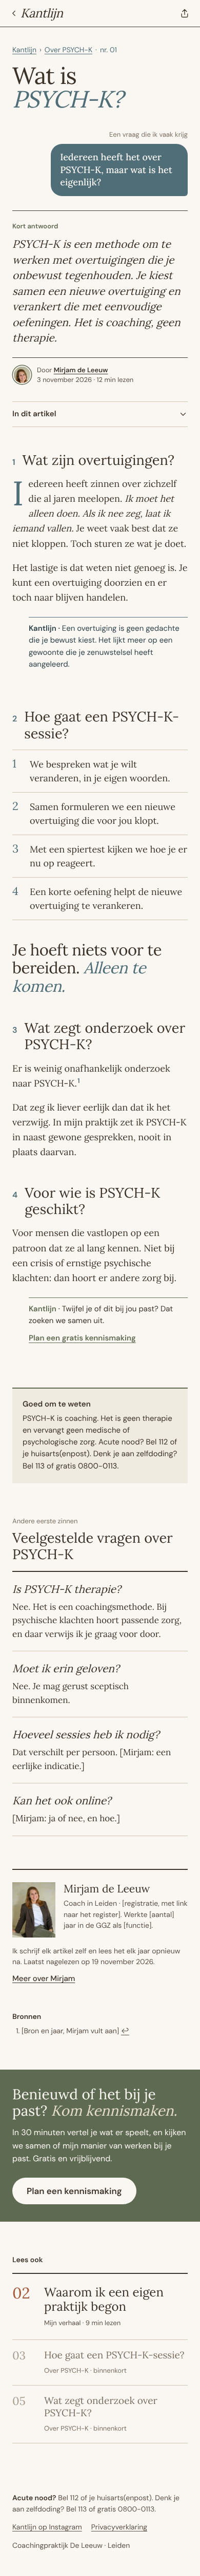 Kantlijn
Kantlijn › Over PSYCH-K · nr. 01
Wat is
PSYCH-K?
Een vraag die ik vaak krijg
Iedereen heeft het over
PSYCH-K, maar wat is het
eigenlijk?
Kort antwoord
PSYCH-K is een methode om te
werken met overtuigingen die je
onbewust tegenhouden. Je kiest
samen een nieuwe overtuiging en
verankert die met eenvoudige
oefeningen. Het is coaching, geen
therapie.
Door Mirjam de Leeuw
3 november 2026 · 12 min lezen
In dit artikel
1 Wat zijn overtuigingen?
Iedereen heeft zinnen over zichzelf
die al jaren meelopen. Ik moet het
alleen doen. Als ik nee zeg, laat ik
iemand vallen. Je weet vaak best dat ze
niet kloppen. Toch sturen ze wat je doet.
Het lastige is dat weten niet genoeg is. Je
kunt een overtuiging doorzien en er
toch naar blijven handelen.
Kantlijn · Een overtuiging is geen gedachte
die je bewust kiest. Het lijkt meer op een
gewoonte die je zenuwstelsel heeft
aangeleerd.
2 Hoe gaat een PSYCH-K-
sessie?
1 We bespreken wat je wilt
veranderen, in je eigen woorden.
2 Samen formuleren we een nieuwe
overtuiging die voor jou klopt.
3 Met een spiertest kijken we hoe je er
nu op reageert.
4 Een korte oefening helpt de nieuwe
overtuiging te verankeren.
Je hoeft niets voor te
bereiden. Alleen te
komen.
3 Wat zegt onderzoek over
PSYCH-K?
Er is weinig onafhankelijk onderzoek
naar PSYCH-K.1
Dat zeg ik liever eerlijk dan dat ik het
verzwijg. In mijn praktijk zet ik PSYCH-K
in naast gewone gesprekken, nooit in
plaats daarvan.
4 Voor wie is PSYCH-K
geschikt?
Voor mensen die vastlopen op een
patroon dat ze al lang kennen. Niet bij
een crisis of ernstige psychische
klachten: dan hoort er andere zorg bij.
Kantlijn · Twijfel je of dit bij jou past? Dat
zoeken we samen uit.
Plan een gratis kennismaking
Goed om te weten
PSYCH-K is coaching. Het is geen therapie
en vervangt geen medische of
psychologische zorg. Acute nood? Bel 112 of
je huisarts(enpost). Denk je aan zelfdoding?
Bel 113 of gratis 0800-0113.
Andere eerste zinnen
Veelgestelde vragen over
PSYCH-K
Is PSYCH-K therapie?
Nee. Het is een coachingsmethode. Bij
psychische klachten hoort passende zorg,
en daar verwijs ik je graag voor door.
Moet ik erin geloven?
Nee. Je mag gerust sceptisch
binnenkomen.
Hoeveel sessies heb ik nodig?
Dat verschilt per persoon. [Mirjam: een
eerlijke indicatie.]
Kan het ook online?
[Mirjam: ja of nee, en hoe.]
Mirjam de Leeuw
Coach in Leiden · [registratie, met link
naar het register]. Werkte [aantal]
jaar in de GGZ als [functie].
Ik schrijf elk artikel zelf en lees het elk jaar opnieuw
na. Laatst nagelezen op 19 november 2026.
Meer over Mirjam
Bronnen
1. [Bron en jaar, Mirjam vult aan] ↩
Benieuwd of het bij je
past? Kom kennismaken.
In 30 minuten vertel je wat er speelt, en kijken
we samen of mijn manier van werken bij je
past. Gratis en vrijblijvend.
Plan een kennismaking
Lees ook
02 Waarom ik een eigen
praktijk begon
Mijn verhaal · 9 min lezen
03 Hoe gaat een PSYCH-K-sessie?
Over PSYCH-K · binnenkort
05 Wat zegt onderzoek over
PSYCH-K?
Over PSYCH-K · binnenkort
Acute nood? Bel 112 of je huisarts(enpost). Denk je
aan zelfdoding? Bel 113 of gratis 0800-0113.
Kantlijn op Instagram Privacyverklaring
Coachingpraktijk De Leeuw · Leiden